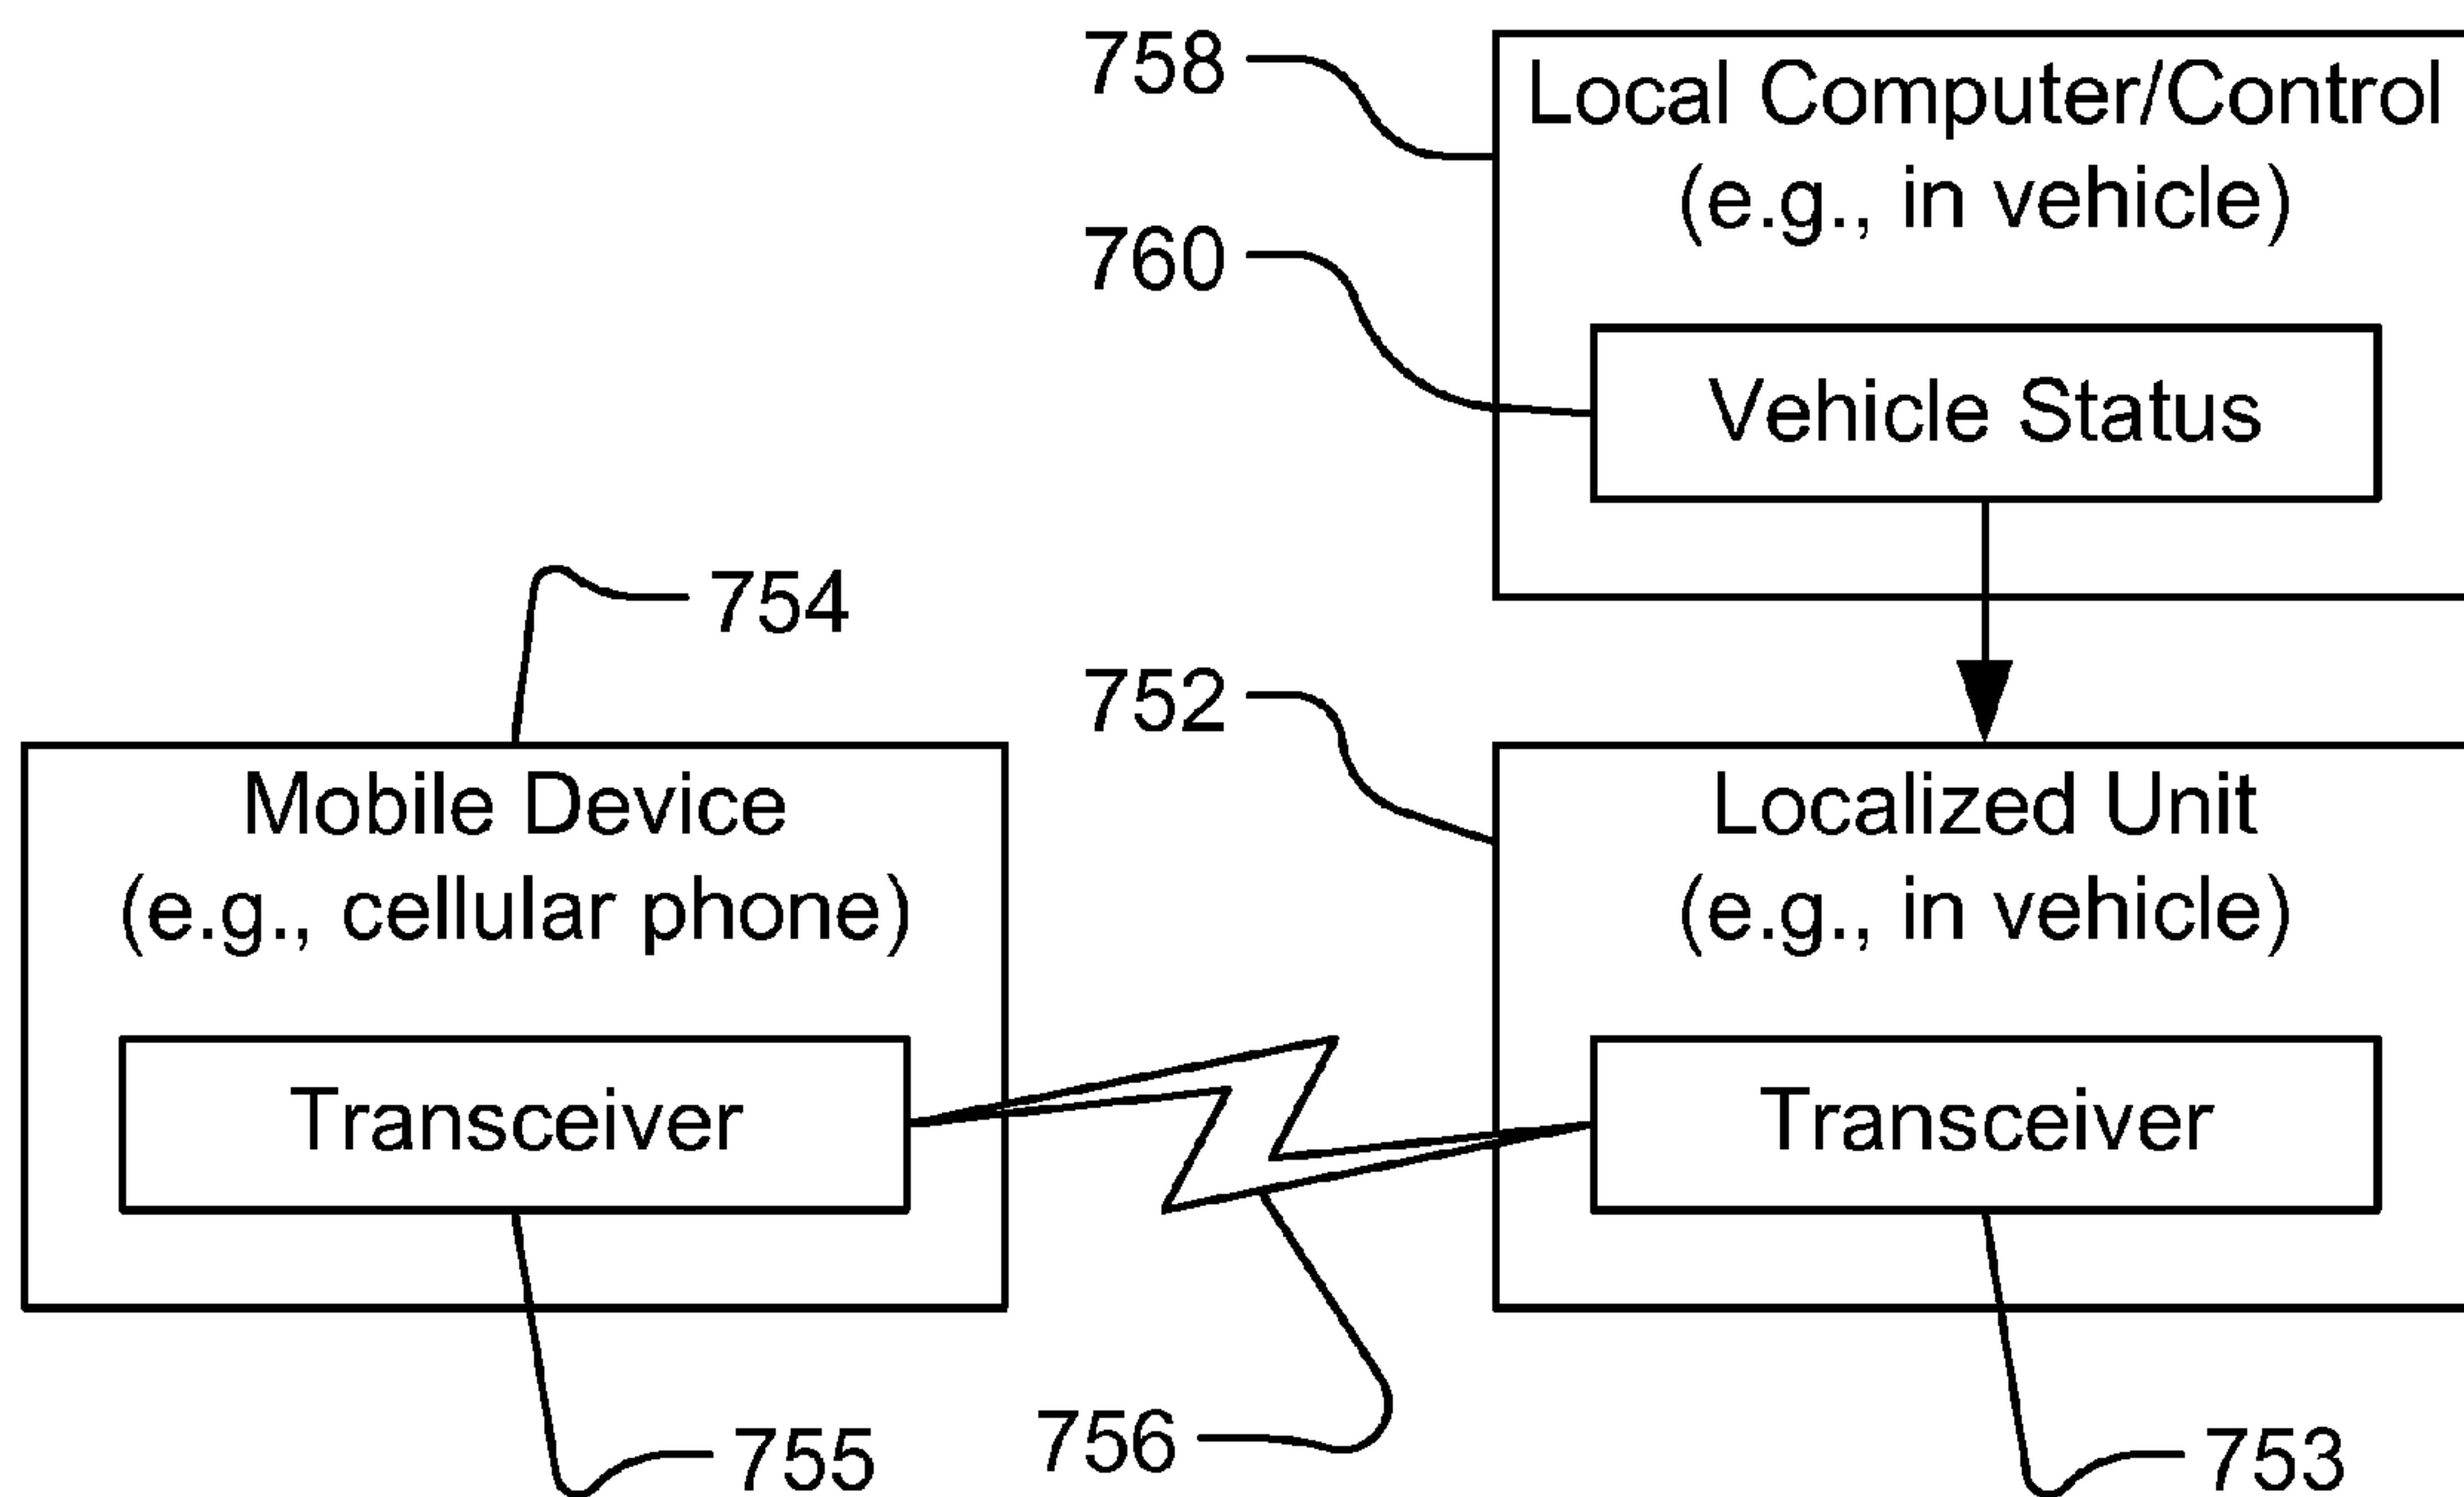 758
Local Computer/Control
(e.g., in vehicle)
760
Vehicle Status
754
752
Mobile Device
(e.g., cellular phone)
Localized Unit
(e.g., in vehicle)
Transceiver
Transceiver
755
756
753